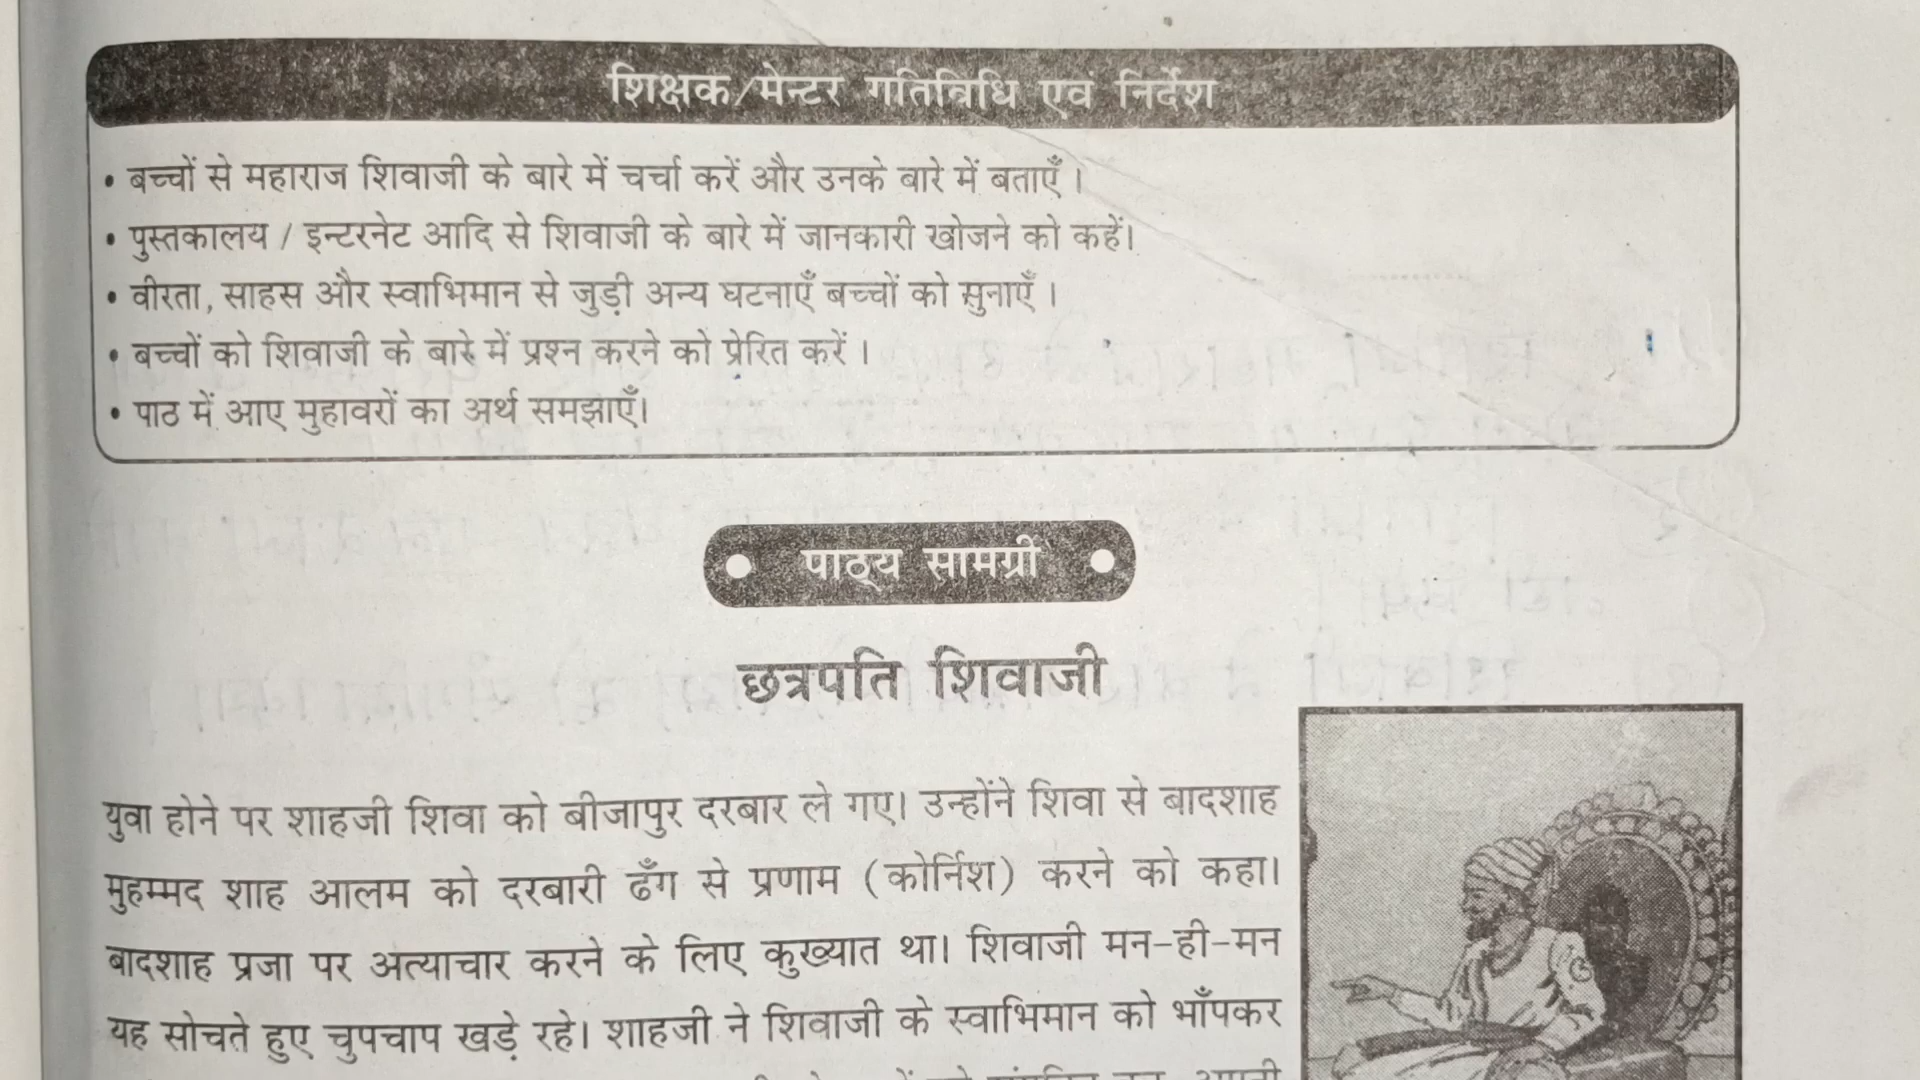 शिक्षक/मेन्टर गतिविधि एवं निर्देश
• बच्चों से महाराज शिवाजी के बारे में चर्चा करें और उनके बारे में बताएँ ।
• पुस्तकालय / इन्टरनेट आदि से शिवाजी के बारे में जानकारी खोजने को कहें।
• वीरता, साहस और स्वाभिमान से जुड़ी अन्य घटनाएँ बच्चों को सुनाएँ ।
• बच्चों को शिवाजी के बारे में प्रश्न करने को प्रेरित करें ।
• पाठ में आए मुहावरों का अर्थ समझाएँ।
पाठ्य सामग्री
छत्रपति शिवाजी
युवा होने पर शाहजी शिवा को बीजापुर दरबार ले गए। उन्होंने शिवा से बादशाह
मुहम्मद शाह आलम को दरबारी ढँग से प्रणाम (कोर्निश) करने को कहा।
बादशाह प्रजा पर अत्याचार करने के लिए कुख्यात था। शिवाजी मन-ही-मन
यह सोचते हुए चुपचाप खड़े रहे। शाहजी ने शिवाजी के स्वाभिमान को भाँपकर